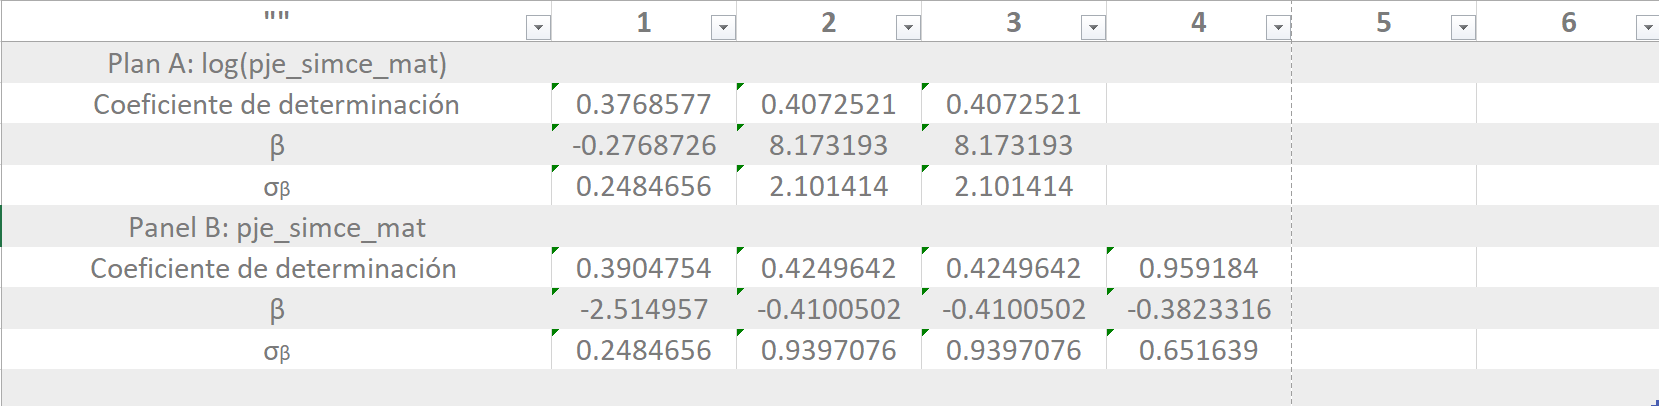 "" 1 2 3 4 5 6
Plan A: log(pje_simce_mat)
Coeficiente de determinación 0.3768577 0.4072521 0.4072521
β -0.2768726 8.173193 8.173193
σβ 0.2484656 2.101414 2.101414
Panel B: pje_simce_mat
Coeficiente de determinación 0.3904754 0.4249642 0.4249642 0.959184
β -2.514957 -0.4100502 -0.4100502 -0.3823316
σβ 0.2484656 0.9397076 0.9397076 0.651639